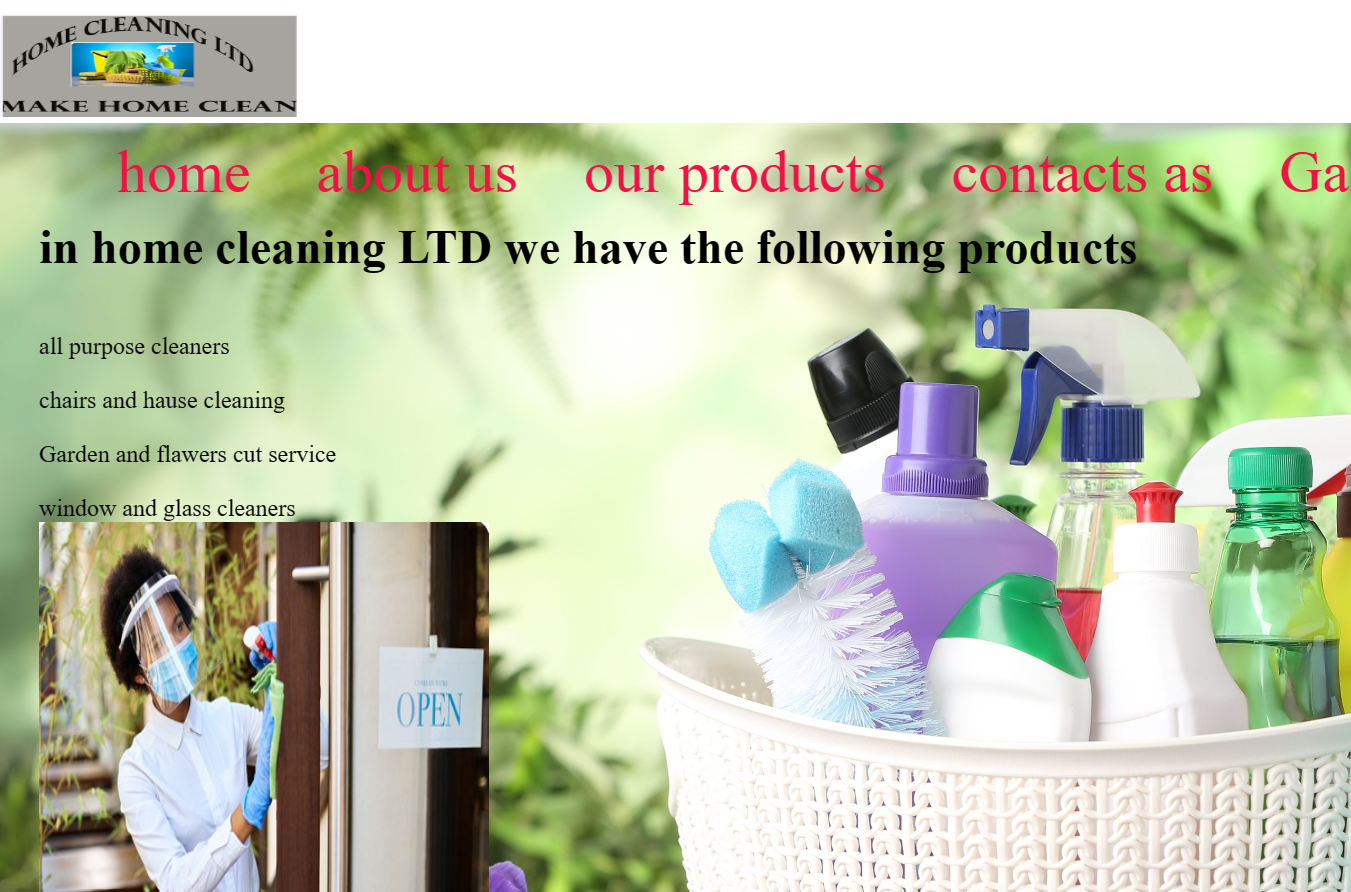 HOME CLEANING LTD
MAKE HOME CLEAN
home about us our products contacts as Ga
in home cleaning LTD we have the following products
all purpose cleaners
chairs and hause cleaning
Garden and flawers cut service
window and glass cleaners
OPEN